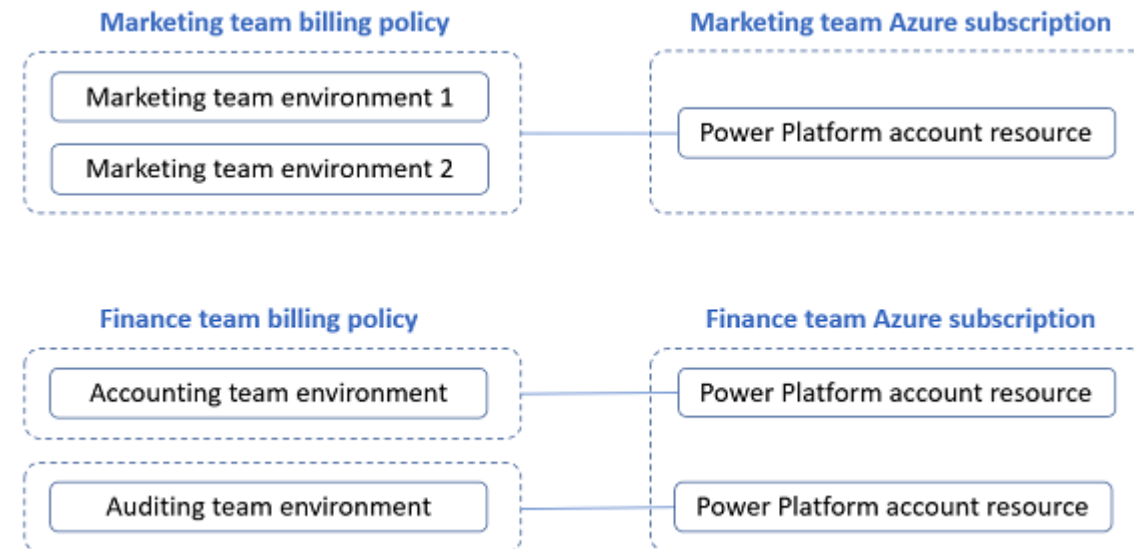 Marketing team billing policy
Marketing team Azure subscription
Marketing team environment 1
Marketing team environment 2
Power Platform account resource
Finance team billing policy
Finance team Azure subscription
Accounting team environment
Power Platform account resource
Auditing team environment
Power Platform account resource